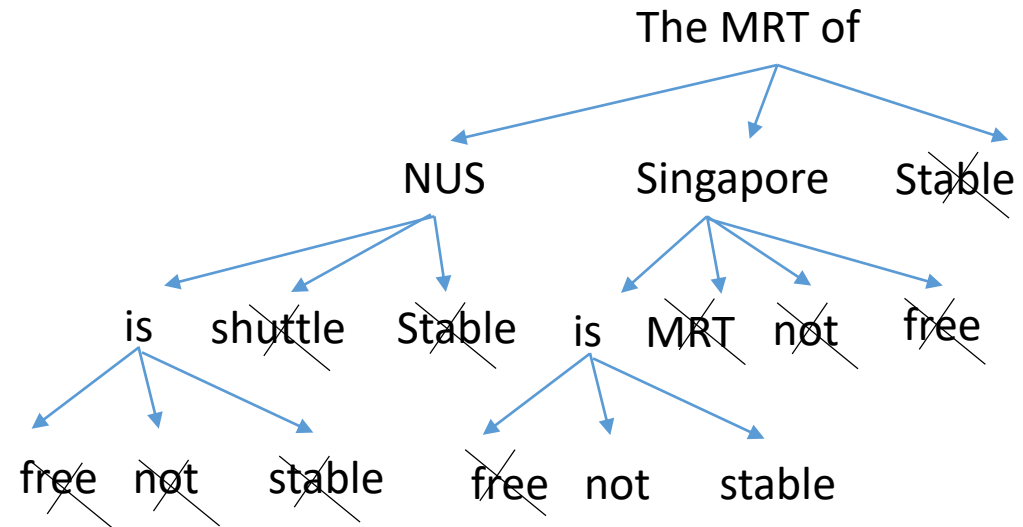 The MRT of
NUS Singapore Stable
is shuttle Stable is MRT not free
free not stable free not stable